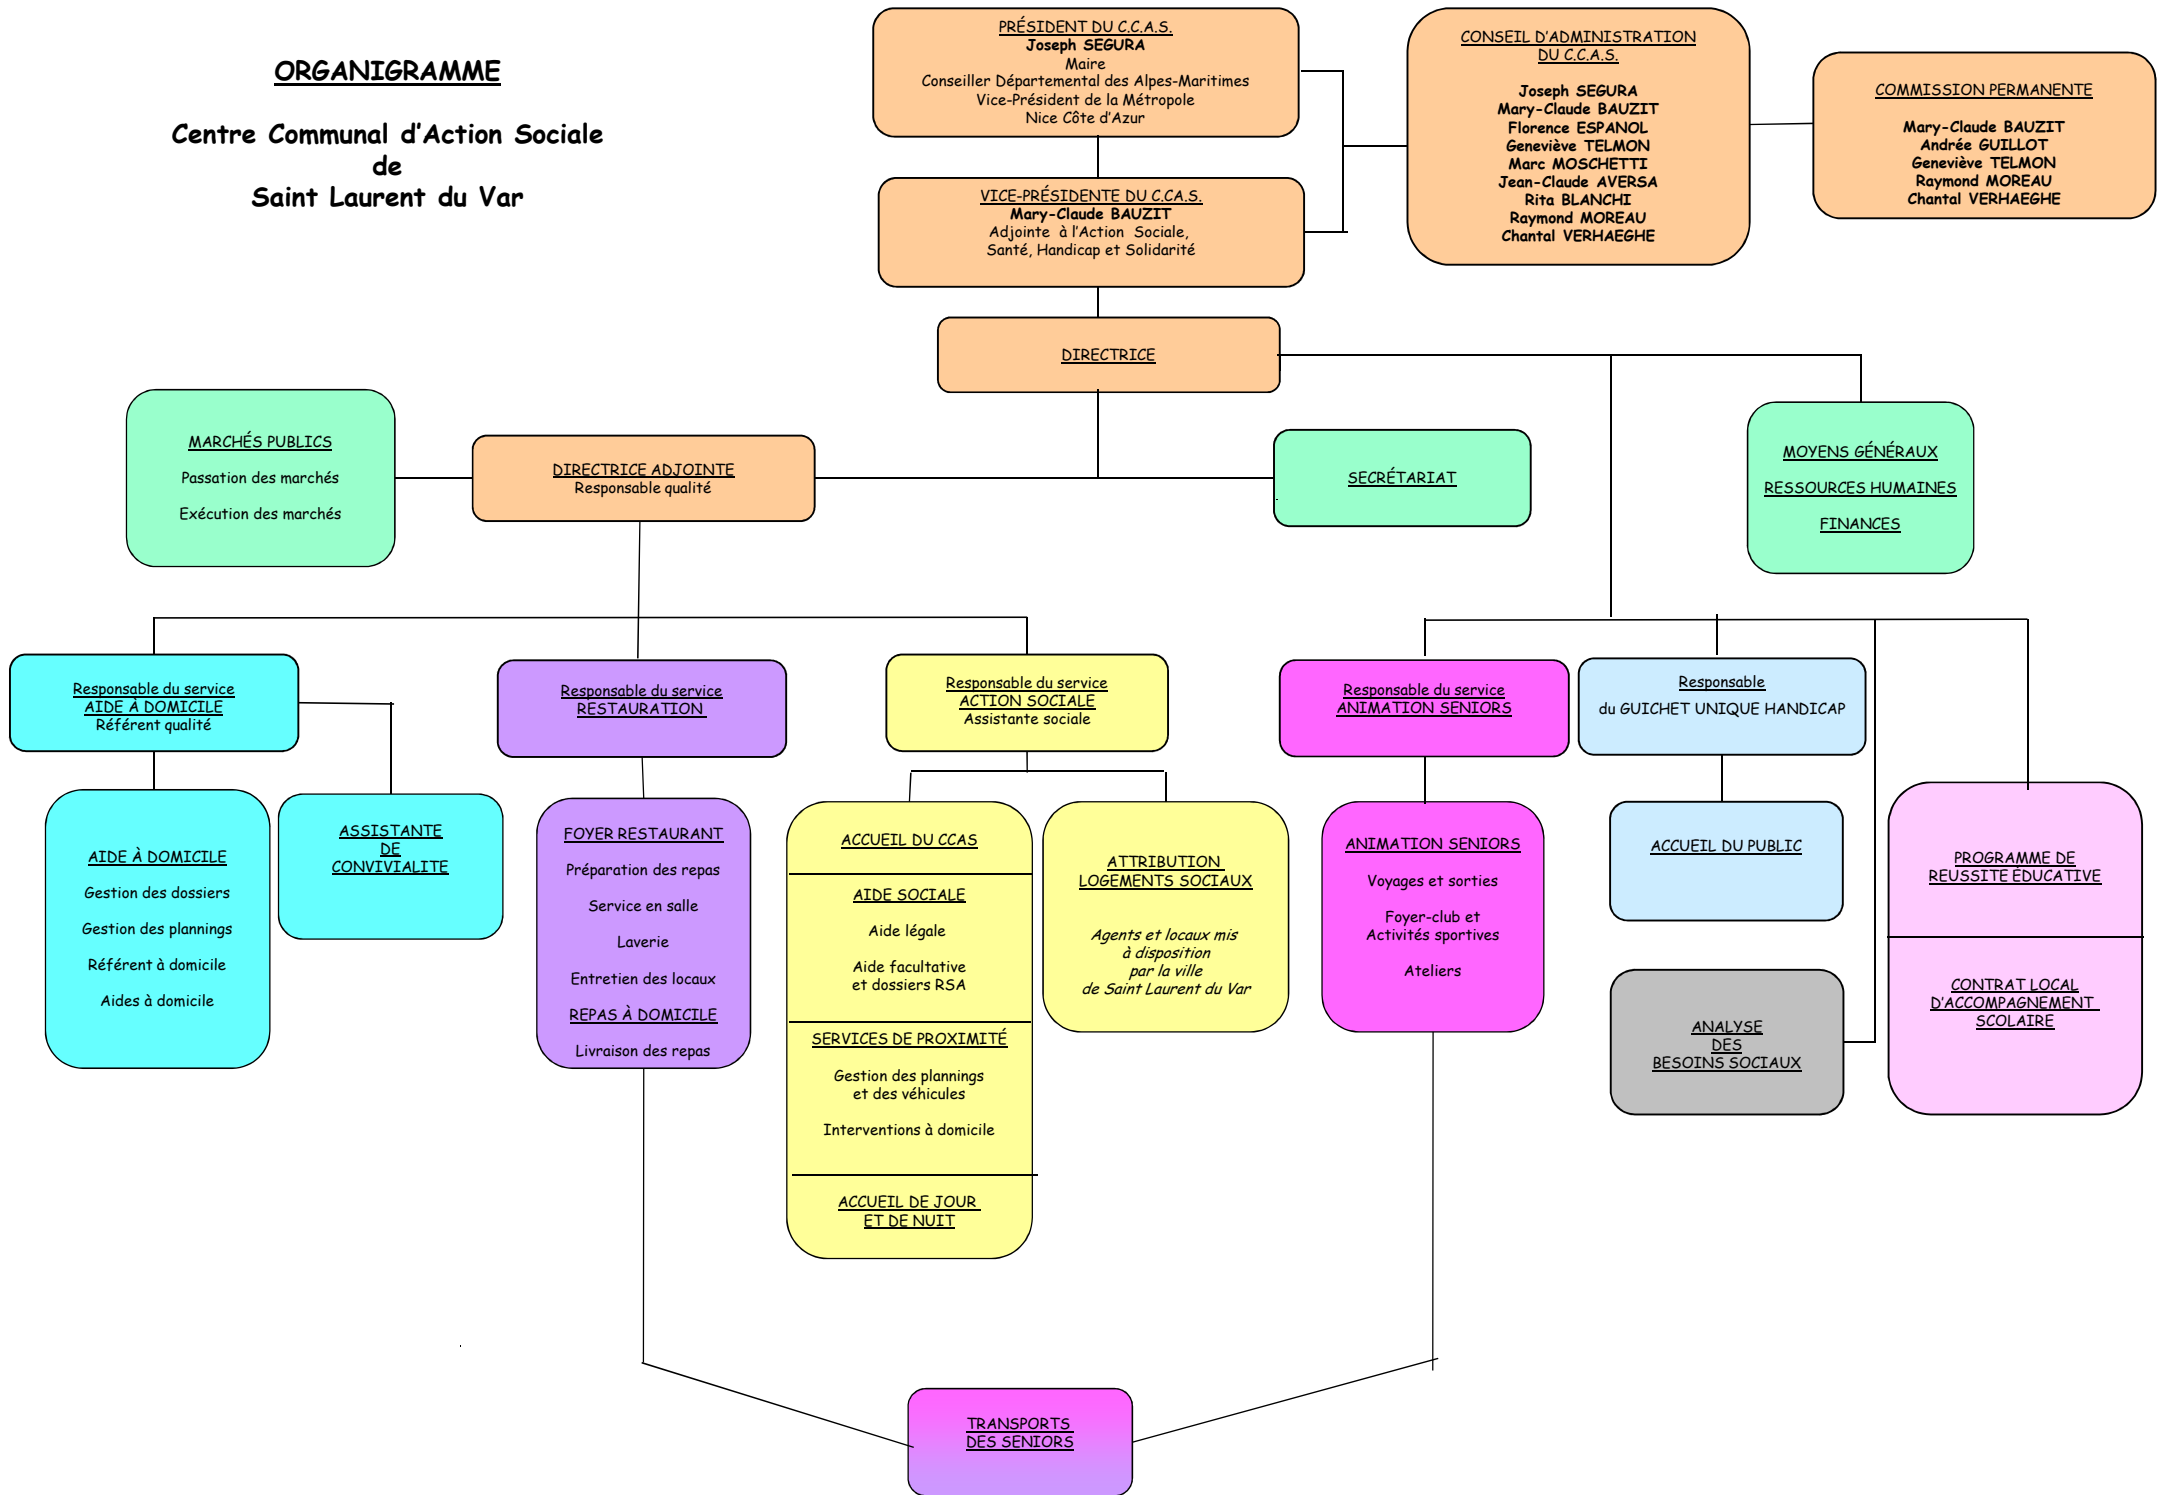 ORGANIGRAMME
Centre Communal d'Action Sociale
de
Saint Laurent du Var
PRÉSIDENT DU C.C.A.S.
Joseph SEGURA
Maire
Conseiller Départemental des Alpes-Maritimes
Vice-Président de la Métropole
Nice Côte d'Azur
CONSEIL D'ADMINISTRATION
DU C.C.A.S.
Joseph SEGURA
Mary-Claude BAUZIT
Florence ESPANOL
Geneviève TELMON
Marc MOSCHETTI
Jean-Claude AVERSA
Rita BLANCHI
Raymond MOREAU
Chantal VERHAEGHE
COMMISSION PERMANENTE
Mary-Claude BAUZIT
Andrée GUILLOT
Geneviève TELMON
Raymond MOREAU
Chantal VERHAEGHE
VICE-PRÉSIDENTE DU C.CA.S.
Mary-Claude BAUZIT
Adjointe à l'Action Sociale,
Santé, Handicap et Solidarité
DIRECTRICE
MARCHÉS PUBLICS
Passation des marchés
Exécution des marchés
DIRECTRICE ADJOINTE
Responsable qualité
SECRÉTARIAT
MOYENS GÉNÉRAUX
RESSOURCES HUMAINES
FINANCES
Responsable du service
AIDE À DOMICILE
Référent qualité
Responsable du service
RESTAURATION
Responsable du service
ACTION SOCIALE
Assistante sociale
Responsable du service
ANIMATION SENIORS
Responsable
du GUICHET UNIQUE HANDICAP
AIDE À DOMICILE
Gestion des dossiers
Gestion des plannings
Référent à domicile
Aides à domicile
ASSISTANTE
DE
CONVIVIALITE
FOYER RESTAURANT
Préparation des repas
Service en salle
Laverie
Entretien des locaux
REPAS À DOMICILE
Livraison des repas
ACCUEIL DU CCAS
AIDE SOCIALE
Aide légale
Aide facultative
et dossiers RSA
SERVICES DE PROXIMITÉ
Gestion des plannings
et des véhicules
Interventions à domicile
ACCUEIL DE JOUR
ET DE NUIT
ATTRIBUTION
LOGEMENTS SOCIAUX
Agents et locaux mis
à disposition
par la ville
de Saint Laurent du Var
ANIMATION SENIORS
Voyages et sorties
Foyer-club et
Activités sportives
Ateliers
ACCUEIL DU PUBLIC
ANALYSE
DES
BESOINS SOCIAUX
PROGRAMME DE
REUSSITE ÉDUCATIVE
CONTRAT LOCAL
D'ACCOMPAGNEMENT
SCOLAIRE
TRANSPORTS
DES SENIORS